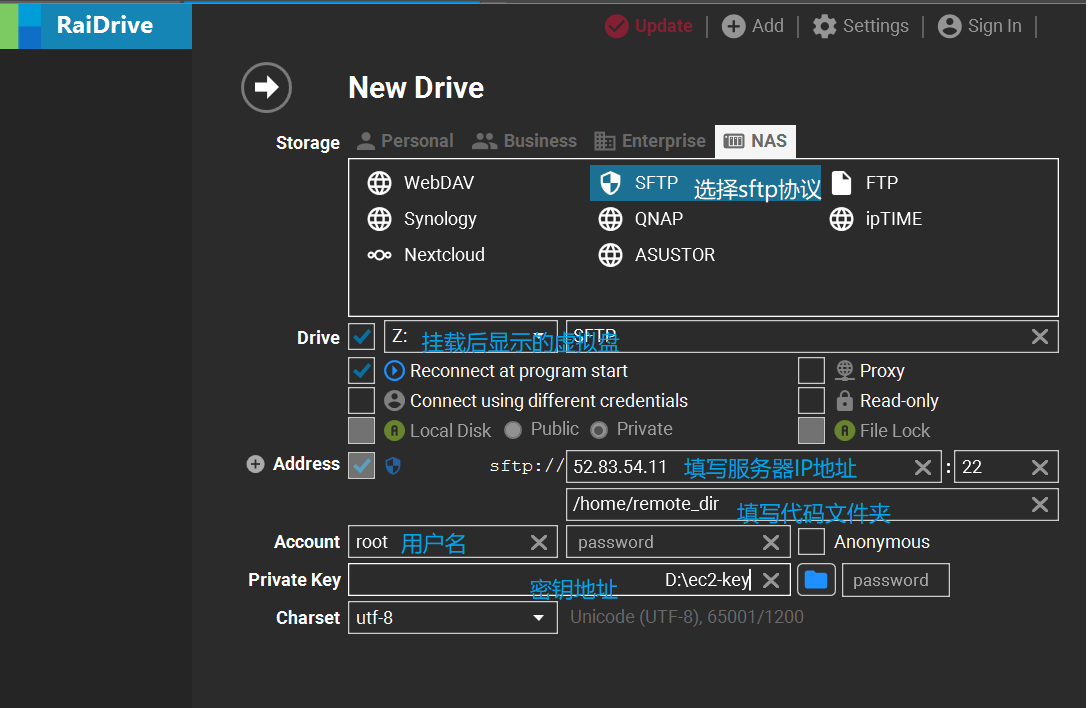 RaiDrive
Update Add Settings Sign In
New Drive
Storage Personal Business Enterprise NAS
WebDAV SFTP 选择sftp协议 FTP
Synology QNAP ipTIME
Nextcloud ASUSTOR
Drive Z: 挂载后显示的虚拟盘 SFTP
Reconnect at program start Proxy
Connect using different credentials Read-only
A Local Disk Public Private A File Lock
Address sftp:// 52.83.54.11 填写服务器IP地址 : 22
/home/remote_dir 填写代码文件夹
Account root 用户名 password Anonymous
Private Key 密钥地址 D:\ec2-key password
Charset utf-8 Unicode (UTF-8), 65001/1200